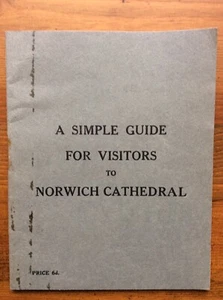 A SIMPLE GUIDE
FOR VISITORS
TO
NORWICH CATHEDRAL
PRICE 6d.